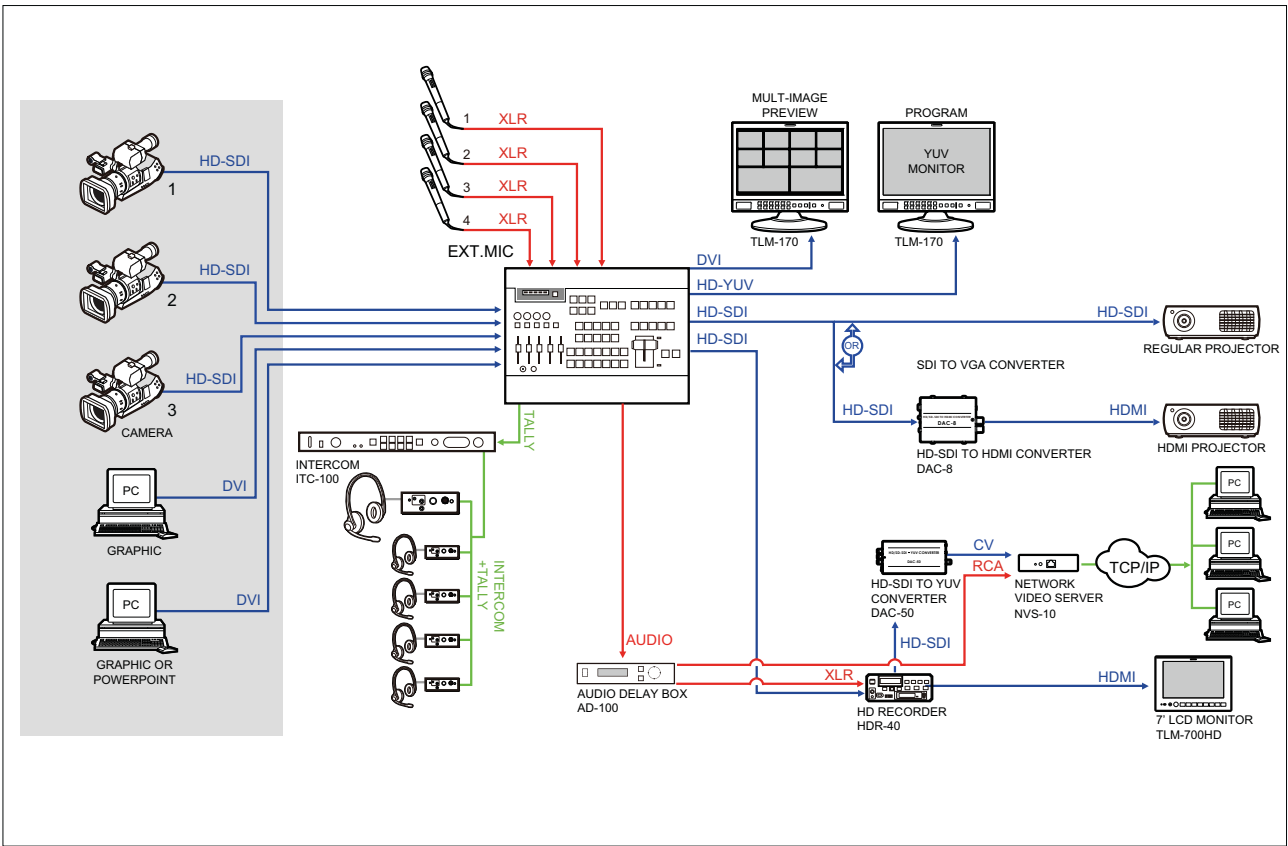 HD-SDI
1
HD-SDI
2
HD-SDI
3
CAMERA
PC
DVI
GRAPHIC
PC
DVI
GRAPHIC OR
POWERPOINT
1 XLR
2 XLR
3 XLR
4 XLR
EXT.MIC
MULT-IMAGE
PREVIEW
TLM-170
PROGRAM
YUV
MONITOR
TLM-170
DVI
HD-YUV
HD-SDI
HD-SDI
HD-SDI
REGULAR PROJECTOR
OR
SDI TO VGA CONVERTER
HD-SDI
DAC-8
HD-SDI TO HDMI CONVERTER
DAC-8
HDMI
HDMI PROJECTOR
TALLY
INTERCOM
ITC-100
INTERCOM
+TALLY
AUDIO
AUDIO DELAY BOX
AD-100
XLR
RCA
CV
HD-SDI TO YUV
CONVERTER
DAC-50
HD-SDI
HD RECORDER
HDR-40
NETWORK
VIDEO SERVER
NVS-10
TCP/IP
PC
PC
PC
HDMI
7' LCD MONITOR
TLM-700HD